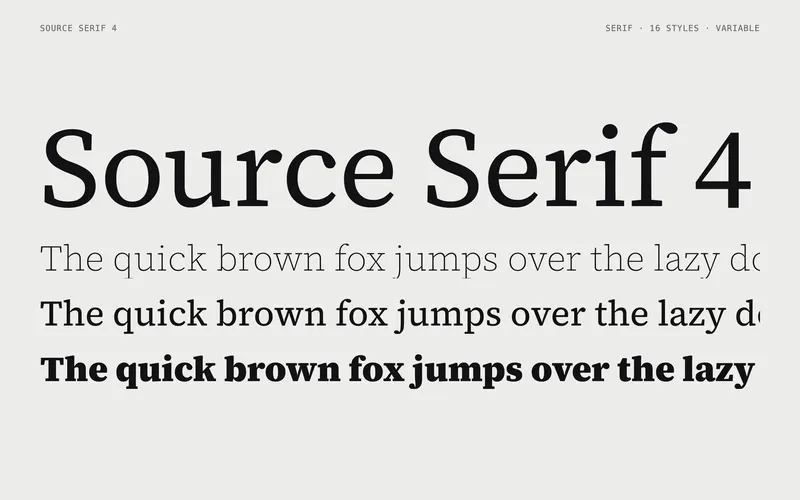 SOURCE SERIF 4
SERIF · 16 STYLES · VARIABLE
Source Serif 4
The quick brown fox jumps over the lazy
The quick brown fox jumps over the lazy
The quick brown fox jumps over the lazy